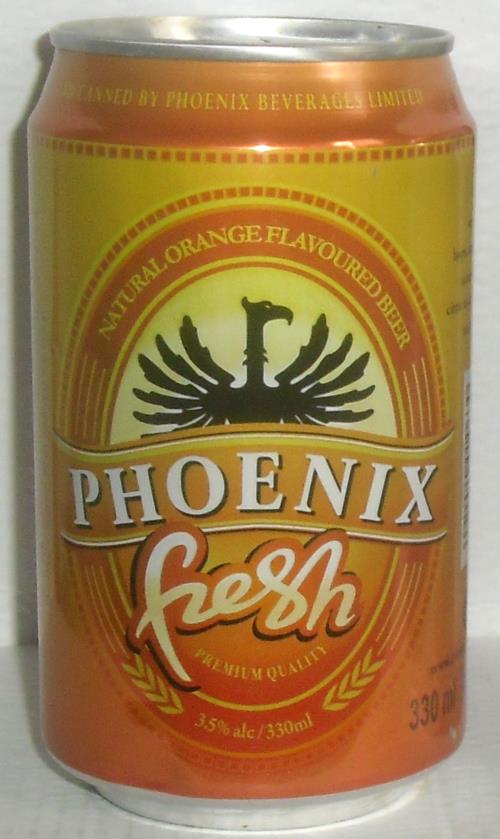 CANNED BY PHOENIX BEVERAGES LIMITED
NATURAL ORANGE FLAVOURED BEER
PHOENIX
fresh
PREMIUM QUALITY
3.5% alc / 330ml
330 ml